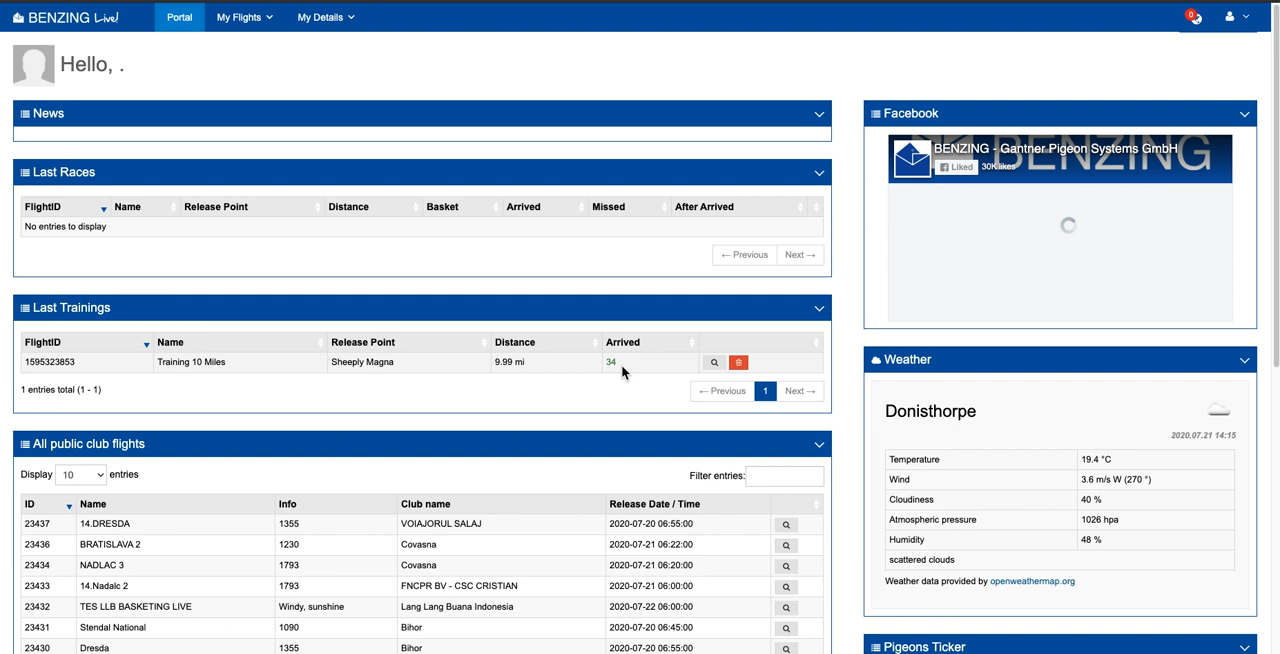 BENZING Live! Portal My Flights My Details 0
Hello, .
News
Last Races
FlightID Name Release Point Distance Basket Arrived Missed After Arrived
No entries to display
← Previous Next →
Last Trainings
FlightID Name Release Point Distance Arrived
1595323853 Training 10 Miles Sheeply Magna 9.99 mi 34
1 entries total (1 - 1)
← Previous 1 Next →
All public club flights
Display 10 entries Filter entries:
ID Name Info Club name Release Date / Time
23437 14.DRESDA 1355 VOIAJORUL SALAJ 2020-07-20 06:55:00
23436 BRATISLAVA 2 1230 Covasna 2020-07-21 06:22:00
23434 NADLAC 3 1793 Covasna 2020-07-21 06:20:00
23433 14.Nadalc 2 1793 FNCPR BV - CSC CRISTIAN 2020-07-21 06:00:00
23432 TES LLB BASKETING LIVE Windy, sunshine Lang Lang Buana Indonesia 2020-07-22 06:00:00
23431 Stendal National 1090 Bihor 2020-07-20 06:45:00
23430 Dresda 1355 Bihor 2020-07-20 06:55:00
Facebook
BENZING - Gantner Pigeon Systems GmbH
BENZING
Liked 30K likes
Weather
Donisthorpe
2020.07.21 14:15
Temperature 19.4 °C
Wind 3.6 m/s W (270 °)
Cloudiness 40 %
Atmospheric pressure 1026 hpa
Humidity 48 %
scattered clouds
Weather data provided by openweathermap.org
Pigeons Ticker